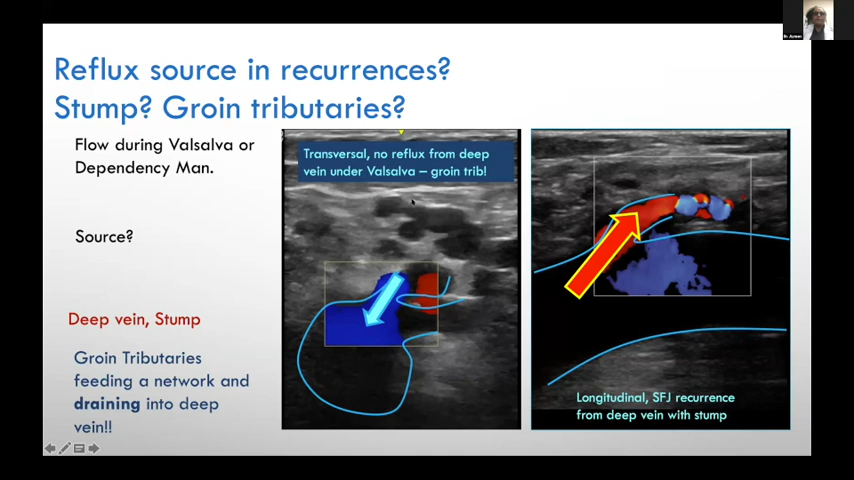 Reflux source in recurrences?
Stump? Groin tributaries?
Flow during Valsalva or
Dependency Man.
Source?
Deep vein, Stump
Groin Tributaries
feeding a network and
draining into deep
vein!!
Transversal, no reflux from deep
vein under Valsalva – groin trib!
Longitudinal, SFJ recurrence
from deep vein with stump